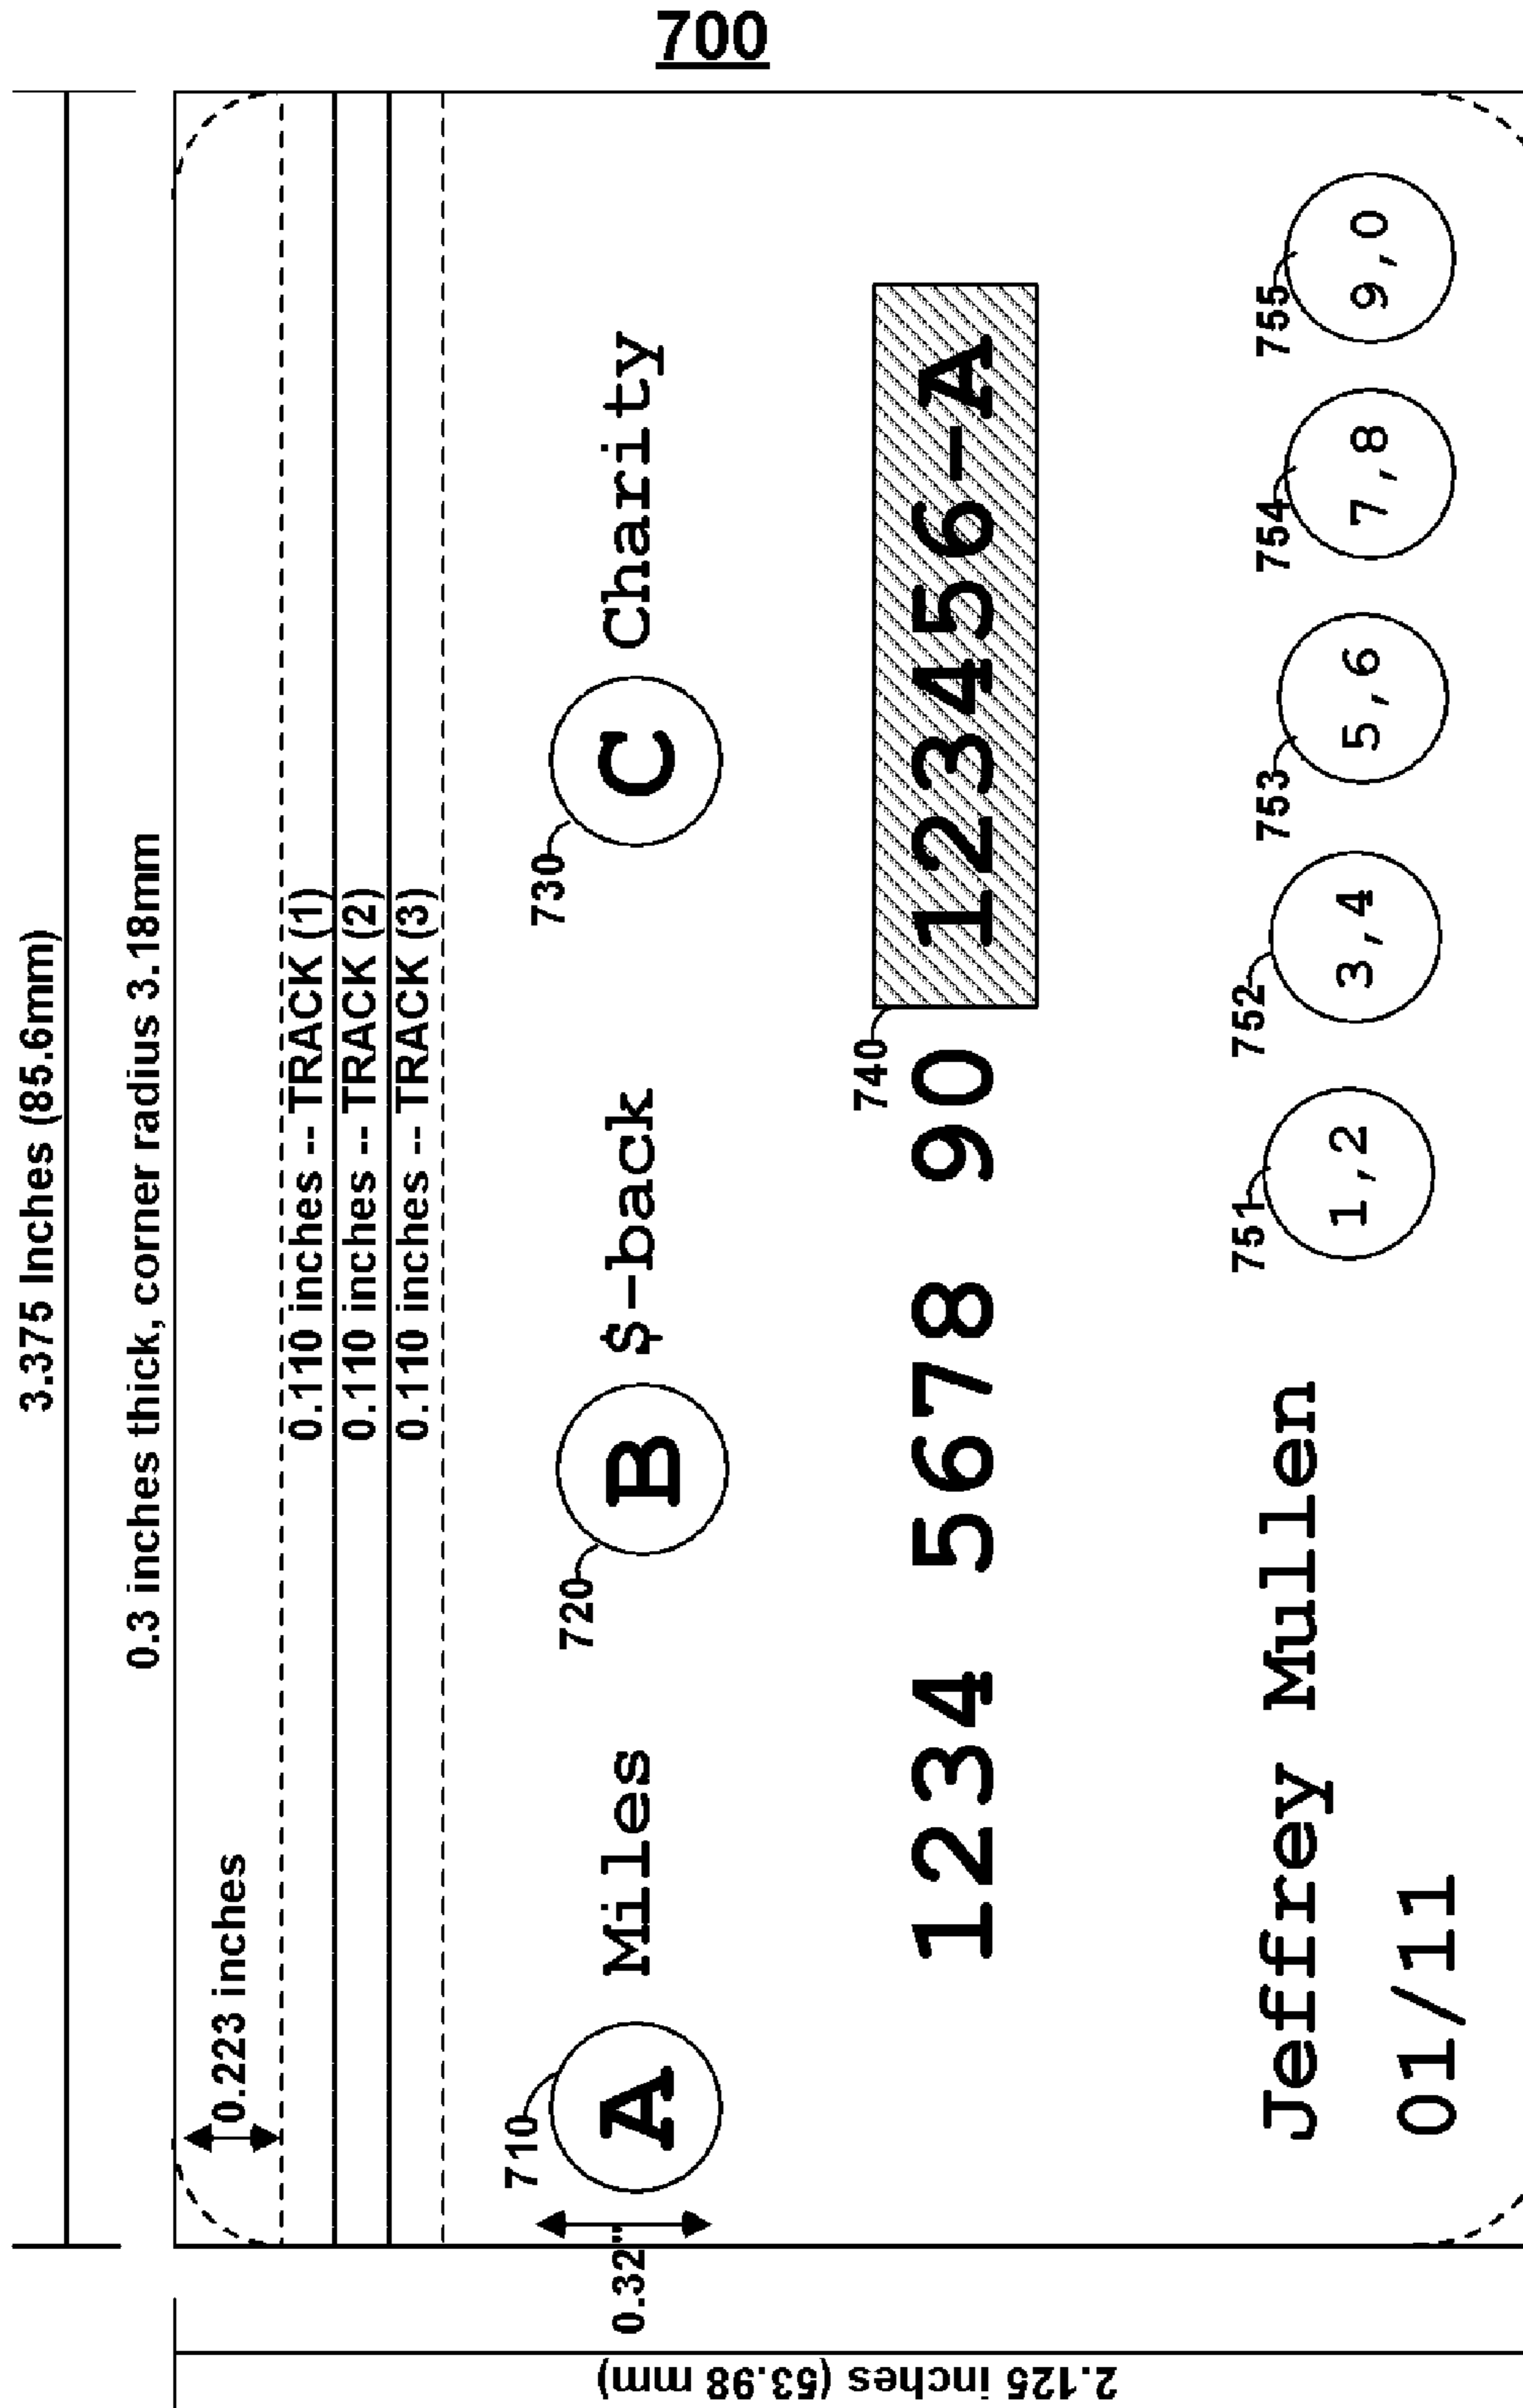 700
3.375 Inches (85.6mm)
0.3 inches thick, corner radius 3.18mm
0.223 inches
0.110 inches -- TRACK (1)
0.110 inches -- TRACK (2)
0.110 inches -- TRACK (3)
710 720 730
0.32"
A Miles B $-back C Charity
740
1234 5678 90 123456-A
751 752 753 754 755
Jeffrey Mullen 1,2 3,4 5,6 7,8 9,0
01/11
2.125 inches (53.98 mm)